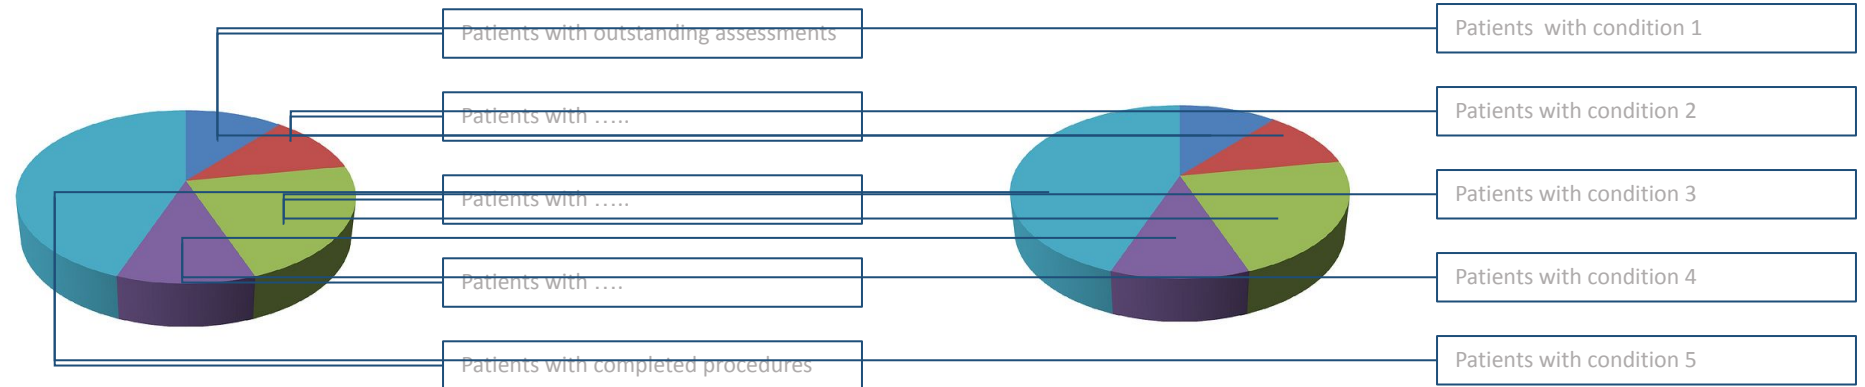 Patients with outstanding assessments
Patients with …..
Patients with …..
Patients with ….
Patients with completed procedures
Patients  with condition 1
Patients with condition 2
Patients with condition 3
Patients with condition 4
Patients with condition 5